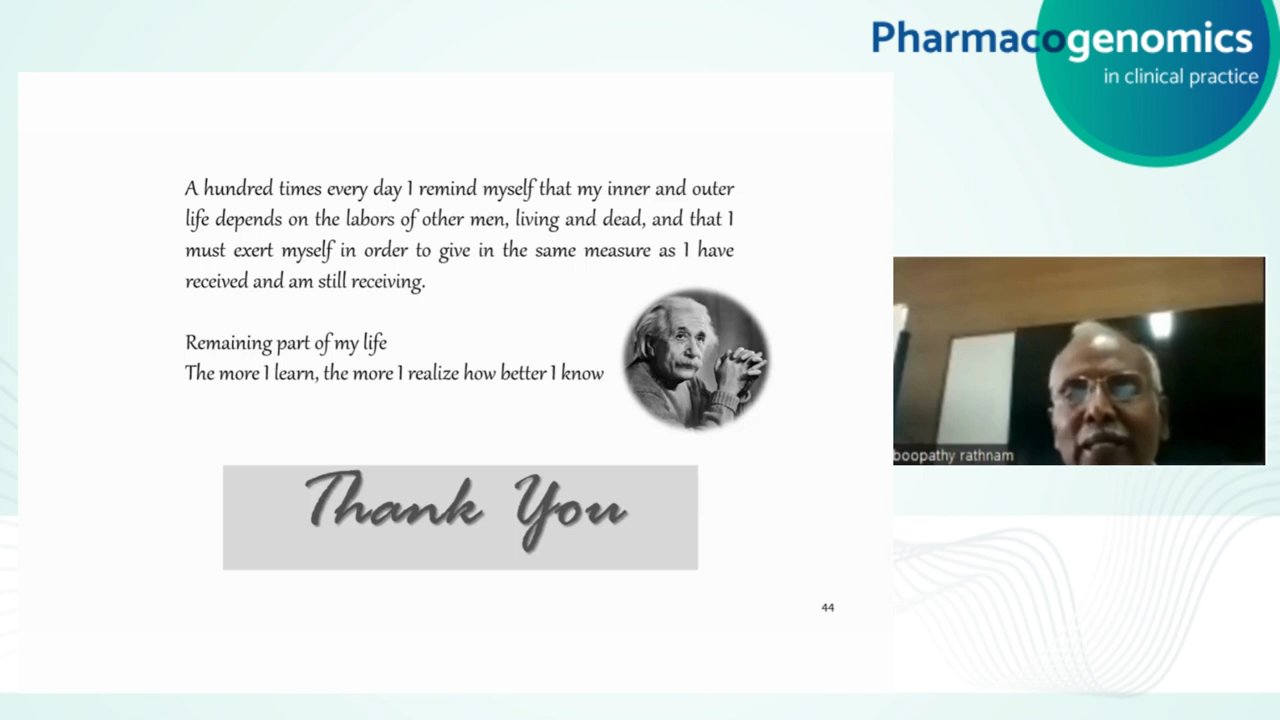 Pharmacogenomics
in clinical practice
A hundred times every day I remind myself that my inner and outer
life depends on the labors of other men, living and dead, and that I
must exert myself in order to give in the same measure as I have
received and am still receiving.
Remaining part of my life
The more I learn, the more I realize how better I know
boopathy rathnam
Thank You
44